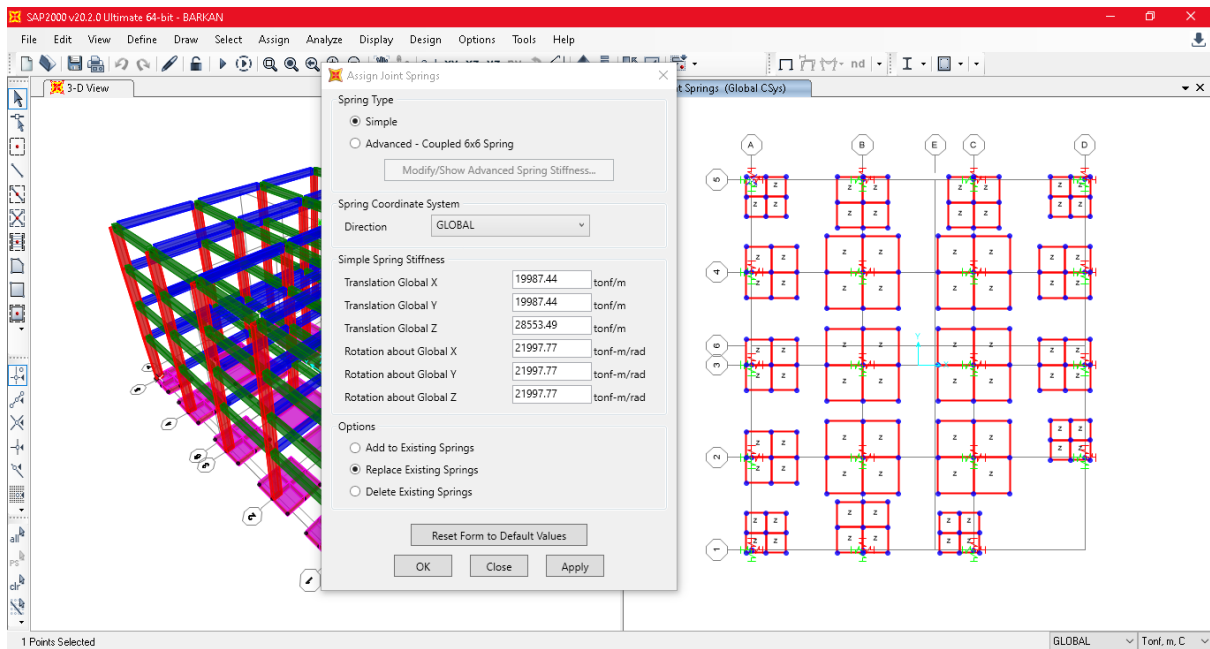 SAP2000 v20.2.0 Ultimate 64-bit - BARKAN
File Edit View Define Draw Select Assign Analyze Display Design Options Tools Help
nd
3-D View
Assign Joint Springs
t Springs (Global CSys)
Spring Type
Simple
Advanced - Coupled 6x6 Spring
Modify/Show Advanced Spring Stiffness...
Spring Coordinate System
Direction GLOBAL
Simple Spring Stiffness
Translation Global X 19987.44 tonf/m
Translation Global Y 19987.44 tonf/m
Translation Global Z 28553.49 tonf/m
Rotation about Global X 21997.77 tonf-m/rad
Rotation about Global Y 21997.77 tonf-m/rad
Rotation about Global Z 21997.77 tonf-m/rad
Options
Add to Existing Springs
Replace Existing Springs
Delete Existing Springs
Reset Form to Default Values
OK Close Apply
A B E C D
5
z z z z z z z
z z z z z z z z
4
z z z z z z z
z z z z z z z z
6
3
z z z z z z z
z z z z z z z z
2
z z z z z z z z
z z z z z z z z
1
z z z z z z
z z z z z
all
PS
clr
1 Points Selected
GLOBAL
Tonf, m, C